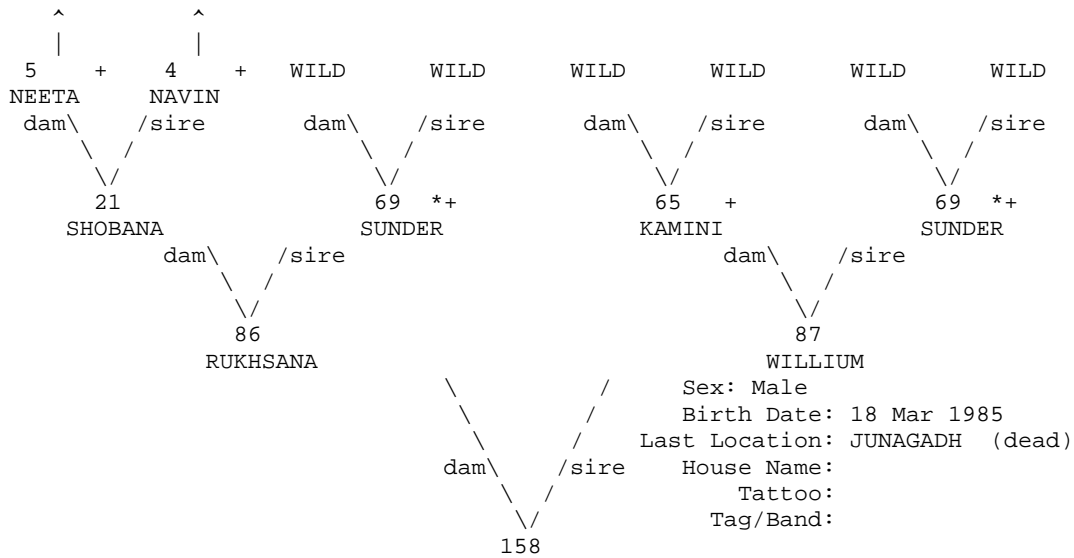 ^ ^
| |
5 + 4 + WILD WILD WILD WILD WILD WILD
NEETA NAVIN
dam\ /sire dam\ /sire dam\ /sire dam\ /sire
\ / \ / \ / \ /
\/ \/ \/ \/
21 69 *+ 65 + 69 *+
SHOBANA SUNDER KAMINI SUNDER
dam\ /sire dam\ /sire
\ / \ /
\/ \/
86 87
RUKHSANA WILLIUM
\ / Sex: Male
\ / Birth Date: 18 Mar 1985
\ / Last Location: JUNAGADH (dead)
dam\ /sire House Name:
\ / Tattoo:
\/ Tag/Band:
158